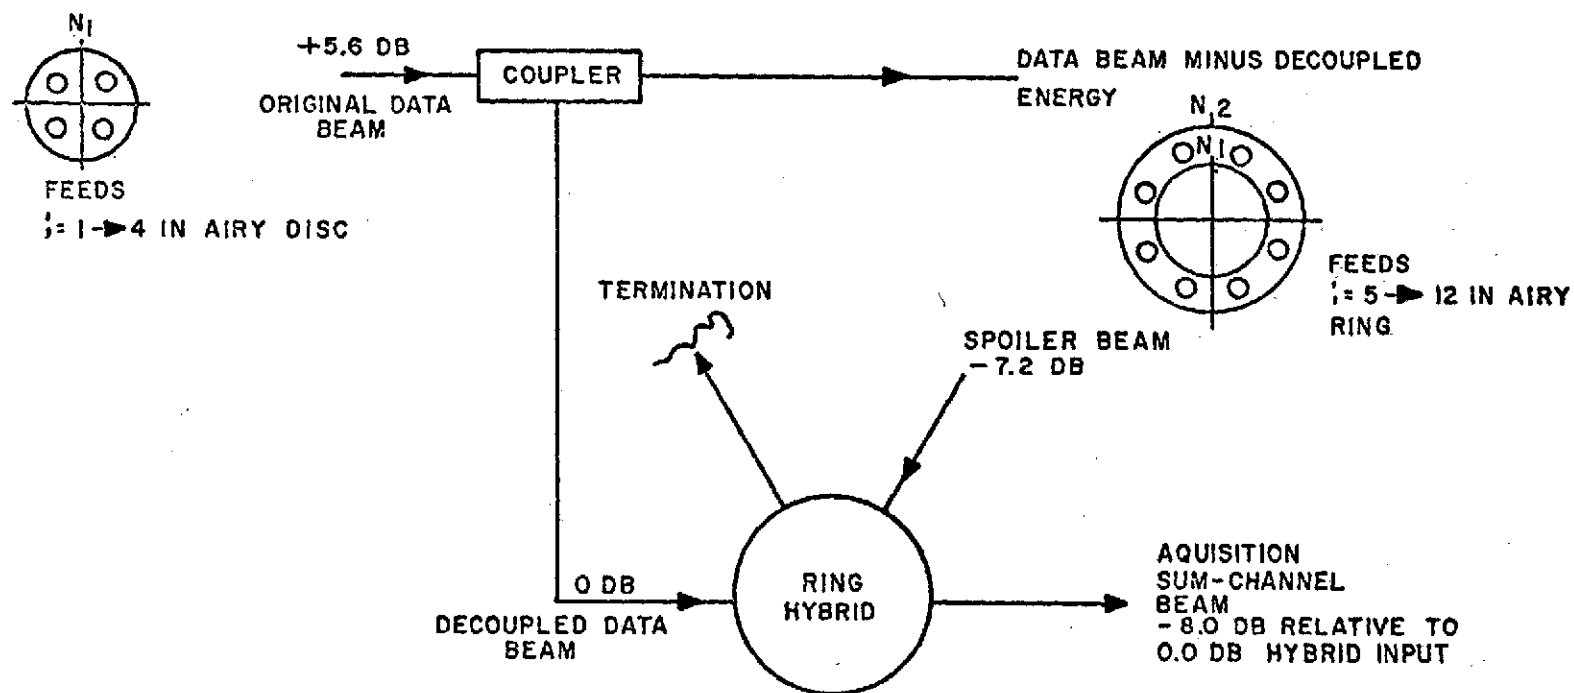 N1
+5.6 DB
COUPLER
ORIGINAL DATA
BEAM
DATA BEAM MINUS DECOUPLED
ENERGY
FEEDS
i= 1→4 IN AIRY DISC
N2
N1
FEEDS
i= 5→12 IN AIRY
RING
TERMINATION
SPOILER BEAM
-7.2 DB
0 DB
DECOUPLED DATA
BEAM
RING
HYBRID
AQUISITION
SUM-CHANNEL
BEAM
-8.0 DB RELATIVE TO
0.0 DB HYBRID INPUT